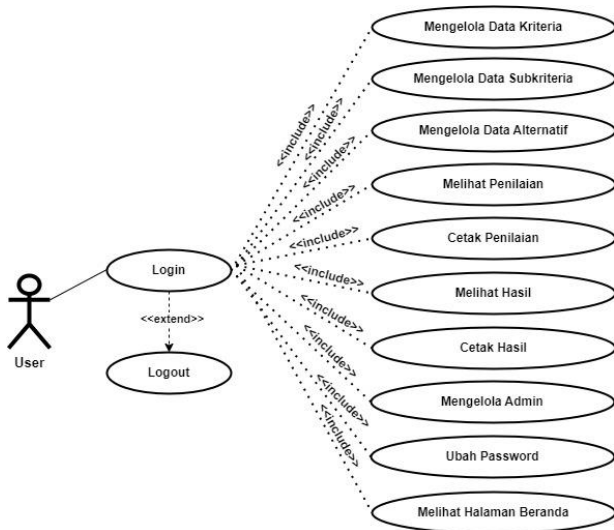 Mengelola Data Kriteria
Mengelola Data Subkriteria
Mengelola Data Alternatif
Melihat Penilaian
Cetak Penilaian
Melihat Hasil
Cetak Hasil
Mengelola Admin
Ubah Password
Melihat Halaman Beranda
<<include>>
<<include>>
<<include>>
<<include>>
<<include>>
<<include>>
<<include>>
<<include>>
<<include>>
<<include>>
Login
<<extend>>
Logout
User